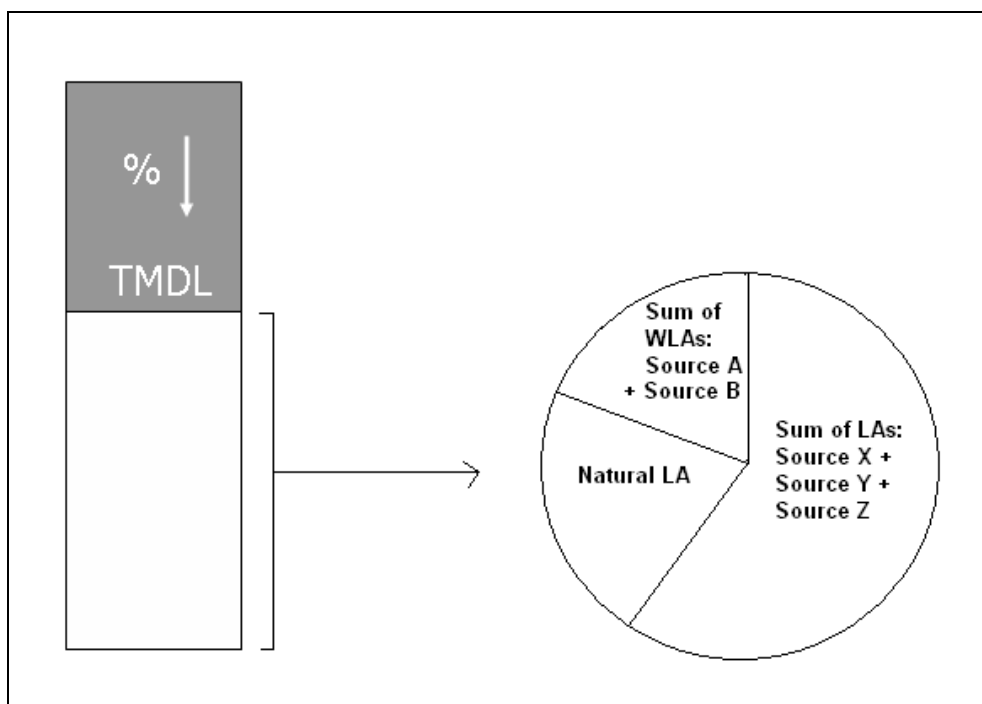 %
TMDL
Sum of
WLAs:
Source A
+ Source B
Natural LA
Sum of LAs:
Source X +
Source Y +
Source Z